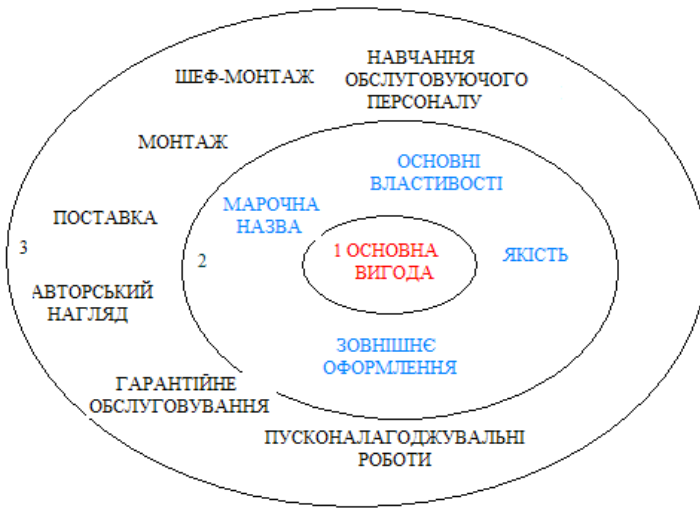 НАВЧАННЯ
ОБСЛУГОВУЮЧОГО
ПЕРСОНАЛУ
ШЕФ-МОНТАЖ
МОНТАЖ
ОСНОВНІ
ВЛАСТИВОСТІ
МАРОЧНА
НАЗВА
ПОСТАВКА
3
2
1 ОСНОВНА
ВИГОДА
ЯКІСТЬ
АВТОРСЬКИЙ
НАГЛЯД
ЗОВНІШНЄ
ОФОРМЛЕННЯ
ГАРАНТІЙНЕ
ОБСЛУГОВУВАННЯ
ПУСКОНАЛАГОДЖУВАЛЬНІ
РОБОТИ